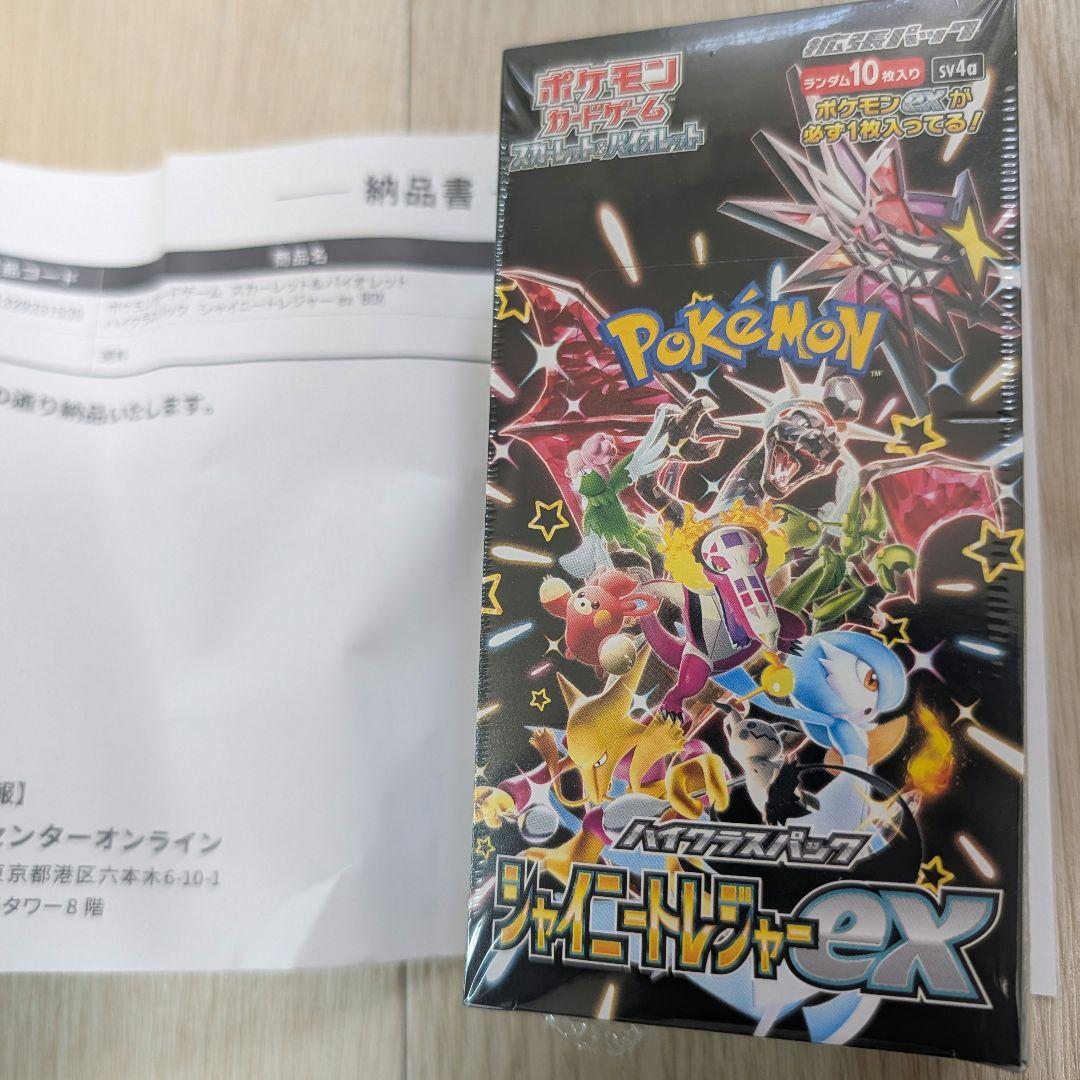 納品書
商品名
ポケモンカードゲーム スカーレット&バイオレット
ハイクラスパック シャイニートレジャー ex BOX
の通り納品いたします。
報】
センターオンライン
東京都港区六本木6-10-1
タワー8階
拡張パック
ポケモン
カードゲーム™
スカーレット&バイオレット
ランダム10枚入り sv4a
ポケモンexが
必ず1枚入ってる!
POKéMON™
ハイクラスパック
シャイニートレジャーex